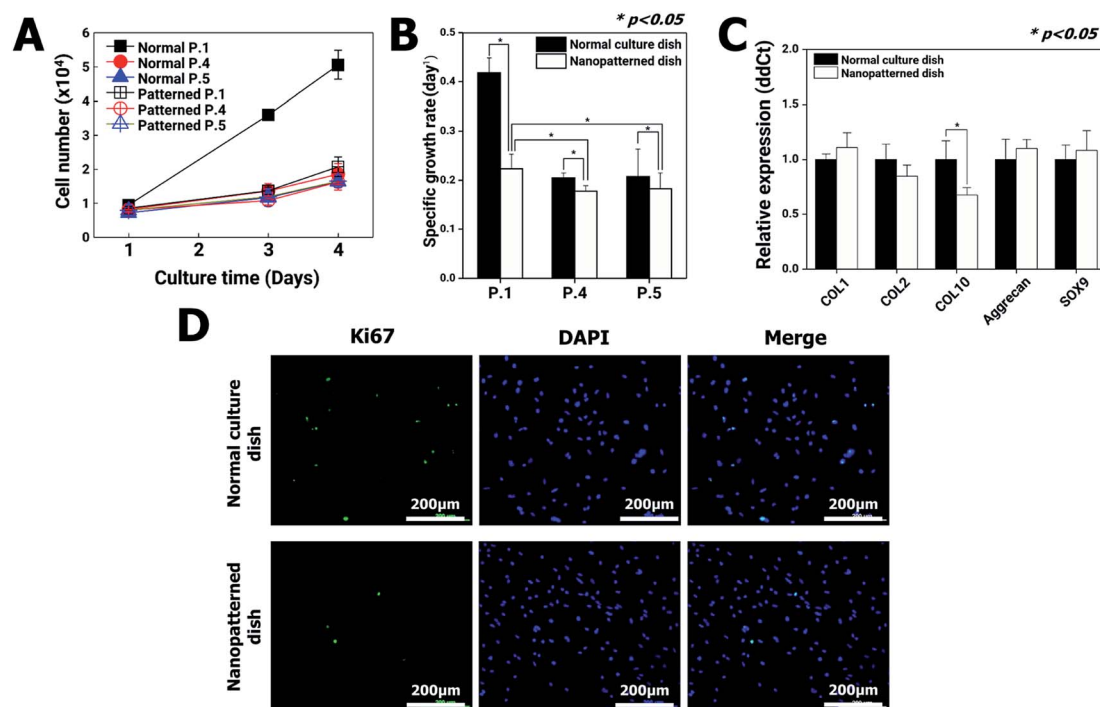 A
Cell number (x10⁴)
6
5
4
3
2
1
0
1
2
3
4
Culture time (Days)
Normal P.1
Normal P.4
Normal P.5
Patterned P.1
Patterned P.4
Patterned P.5
B
* p<0.05
Specific growth rate (day¹)
0.5
0.4
0.3
0.2
0.1
0.0
Normal culture dish
Nanopatterned dish
*
*
*
*
*
P.1
P.4
P.5
C
* p<0.05
Relative expression (ddCt)
2.0
1.5
1.0
0.5
0.0
Normal culture dish
Nanopatterned dish
*
COL1
COL2
COL10
Aggrecan
SOX9
D
Ki67
DAPI
Merge
Normal culture
dish
200μm
200μm
200μm
Nanopatterned
dish
200μm
200μm
200μm